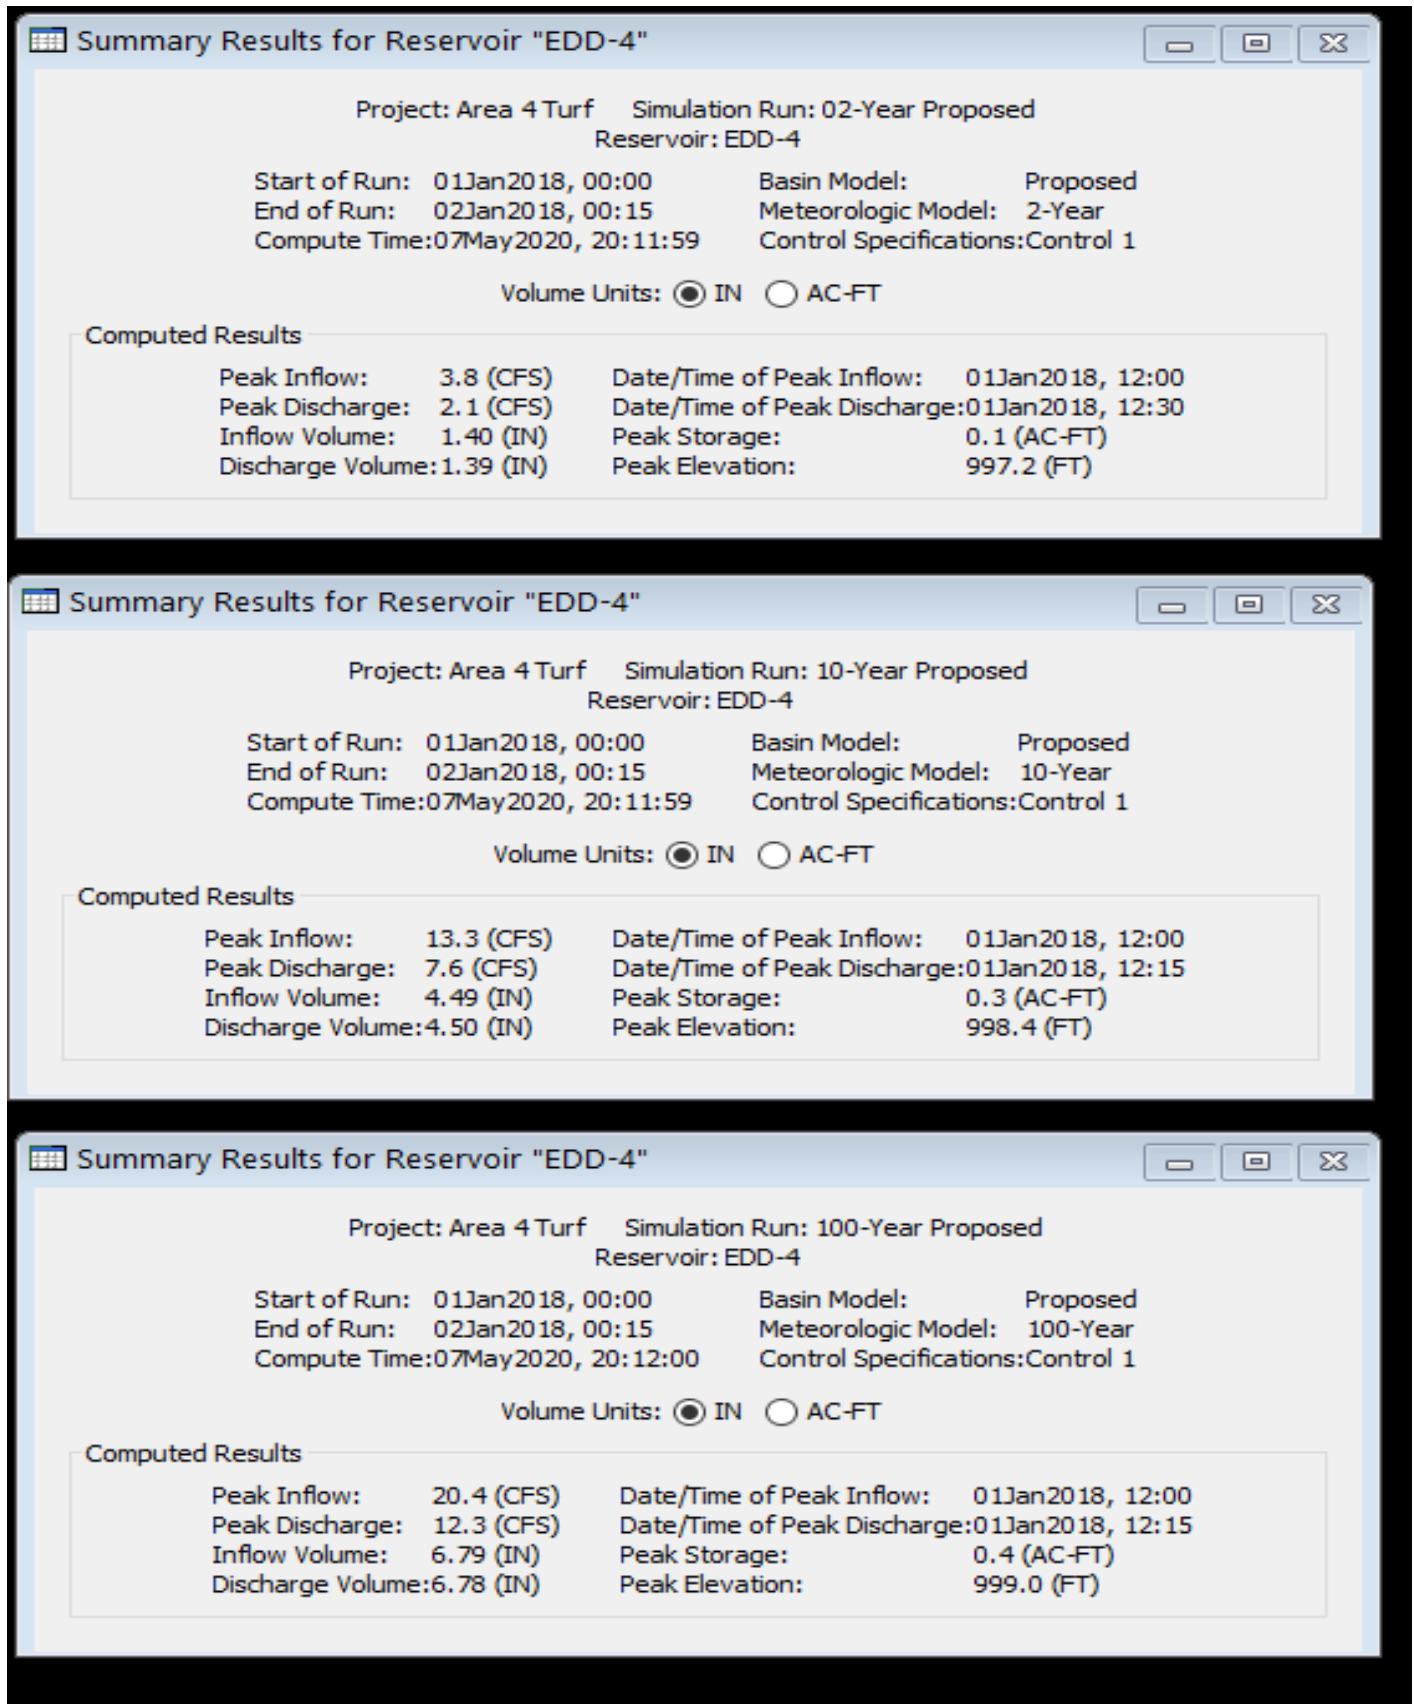 Summary Results for Reservoir "EDD-4"
Project: Area 4 Turf Simulation Run: 02-Year Proposed
Reservoir: EDD-4
Start of Run: 01Jan2018, 00:00 Basin Model: Proposed
End of Run: 02Jan2018, 00:15 Meteorologic Model: 2-Year
Compute Time:07May2020, 20:11:59 Control Specifications:Control 1
Volume Units: IN AC-FT
Computed Results
Peak Inflow: 3.8 (CFS) Date/Time of Peak Inflow: 01Jan2018, 12:00
Peak Discharge: 2.1 (CFS) Date/Time of Peak Discharge:01Jan2018, 12:30
Inflow Volume: 1.40 (IN) Peak Storage: 0.1 (AC-FT)
Discharge Volume:1.39 (IN) Peak Elevation: 997.2 (FT)
Summary Results for Reservoir "EDD-4"
Project: Area 4 Turf Simulation Run: 10-Year Proposed
Reservoir: EDD-4
Start of Run: 01Jan2018, 00:00 Basin Model: Proposed
End of Run: 02Jan2018, 00:15 Meteorologic Model: 10-Year
Compute Time:07May2020, 20:11:59 Control Specifications:Control 1
Volume Units: IN AC-FT
Computed Results
Peak Inflow: 13.3 (CFS) Date/Time of Peak Inflow: 01Jan2018, 12:00
Peak Discharge: 7.6 (CFS) Date/Time of Peak Discharge:01Jan2018, 12:15
Inflow Volume: 4.49 (IN) Peak Storage: 0.3 (AC-FT)
Discharge Volume:4.50 (IN) Peak Elevation: 998.4 (FT)
Summary Results for Reservoir "EDD-4"
Project: Area 4 Turf Simulation Run: 100-Year Proposed
Reservoir: EDD-4
Start of Run: 01Jan2018, 00:00 Basin Model: Proposed
End of Run: 02Jan2018, 00:15 Meteorologic Model: 100-Year
Compute Time:07May2020, 20:12:00 Control Specifications:Control 1
Volume Units: IN AC-FT
Computed Results
Peak Inflow: 20.4 (CFS) Date/Time of Peak Inflow: 01Jan2018, 12:00
Peak Discharge: 12.3 (CFS) Date/Time of Peak Discharge:01Jan2018, 12:15
Inflow Volume: 6.79 (IN) Peak Storage: 0.4 (AC-FT)
Discharge Volume:6.78 (IN) Peak Elevation: 999.0 (FT)